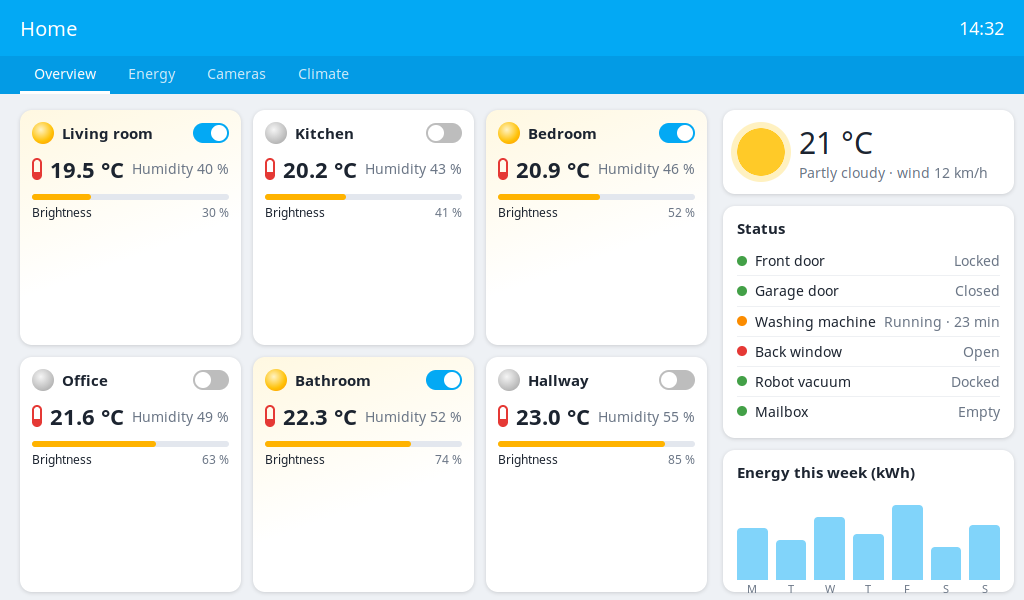 Home
14:32
Overview Energy Cameras Climate
Living room
19.5 °C Humidity 40 %
Brightness 30 %
Kitchen
20.2 °C Humidity 43 %
Brightness 41 %
Bedroom
20.9 °C Humidity 46 %
Brightness 52 %
Office
21.6 °C Humidity 49 %
Brightness 63 %
Bathroom
22.3 °C Humidity 52 %
Brightness 74 %
Hallway
23.0 °C Humidity 55 %
Brightness 85 %
21 °C
Partly cloudy · wind 12 km/h
Status
Front door Locked
Garage door Closed
Washing machine Running · 23 min
Back window Open
Robot vacuum Docked
Mailbox Empty
Energy this week (kWh)
M T W T F S S